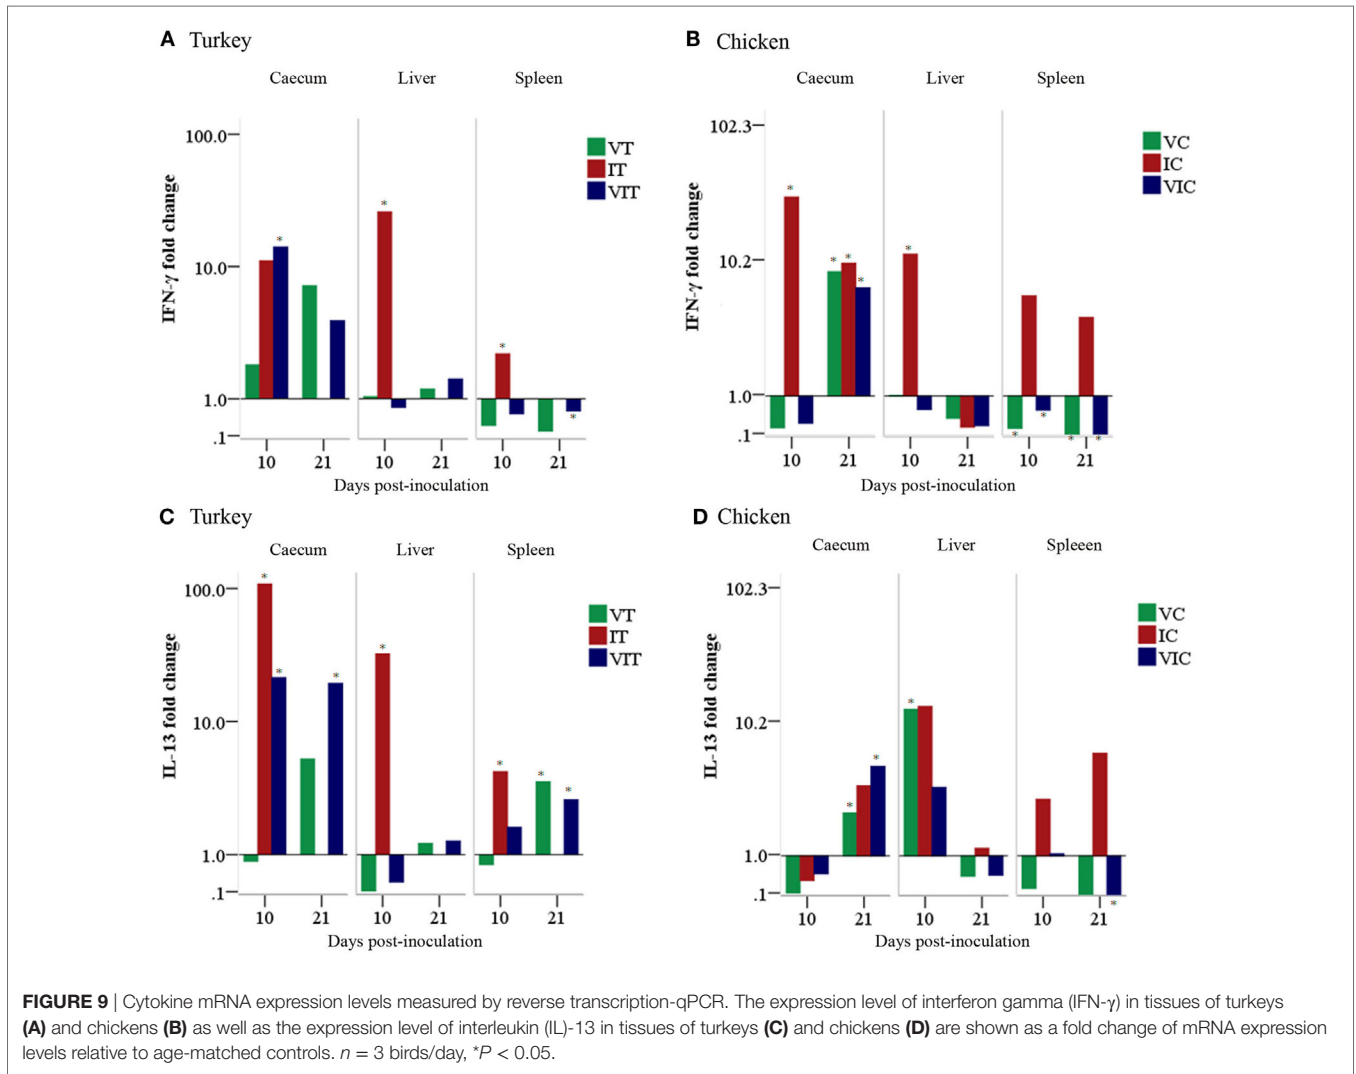 A Turkey
Caecum Liver Spleen
IFN-γ fold change
100.0
10.0
1.0
.1
* * *
*
VT
IT
VIT
10 21 10 21 10 21
Days post-inoculation
B Chicken
Caecum Liver Spleen
IFN-γ fold change
102.3
10.2
1.0
.1
* * * * *
* * * *
VC
IC
VIC
10 21 10 21 10 21
Days post-inoculation
C Turkey
Caecum Liver Spleen
IL-13 fold change
100.0
10.0
1.0
.1
* * * * * * *
VT
IT
VIT
10 21 10 21 10 21
Days post-inoculation
D Chicken
Caecum Liver Spleeen
IL-13 fold change
102.3
10.2
1.0
.1
* * *
*
VC
IC
VIC
10 21 10 21 10 21
Days post-inoculation
FIGURE 9 | Cytokine mRNA expression levels measured by reverse transcription-qPCR. The expression level of interferon gamma (IFN-γ) in tissues of turkeys
(A) and chickens (B) as well as the expression level of interleukin (IL)-13 in tissues of turkeys (C) and chickens (D) are shown as a fold change of mRNA expression
levels relative to age-matched controls. n = 3 birds/day, *P < 0.05.